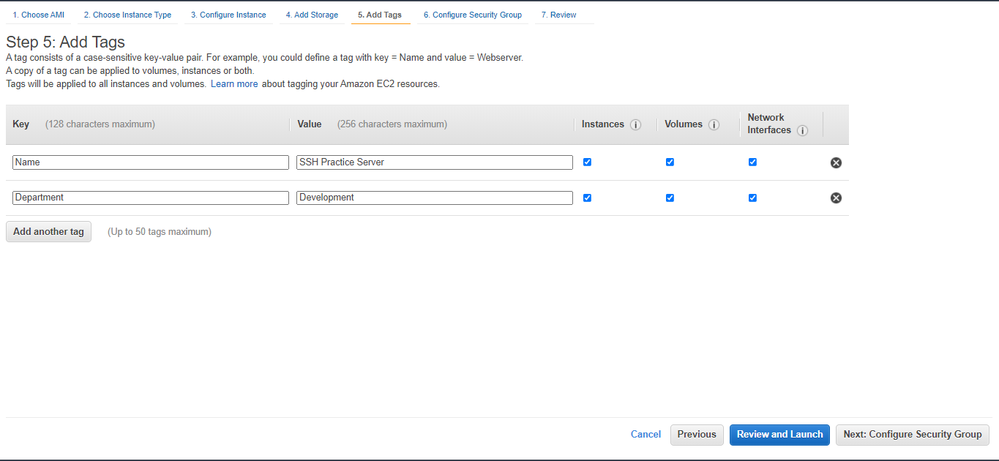 1. Choose AMI 2. Choose Instance Type 3. Configure Instance 4. Add Storage 5. Add Tags 6. Configure Security Group 7. Review
Step 5: Add Tags
A tag consists of a case-sensitive key-value pair. For example, you could define a tag with key = Name and value = Webserver.
A copy of a tag can be applied to volumes, instances or both.
Tags will be applied to all instances and volumes. Learn more about tagging your Amazon EC2 resources.
Key (128 characters maximum) Value (256 characters maximum) Instances i Volumes i Network Interfaces i
Name SSH Practice Server
Department Development
Add another tag (Up to 50 tags maximum)
Cancel Previous Review and Launch Next: Configure Security Group